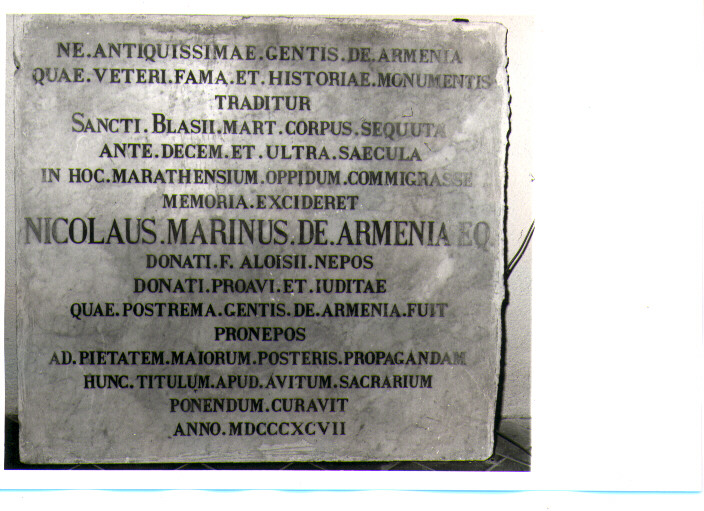 NE.ANTIQUISSIMAE.GENTIS.DE.ARMENIA
QUAE.VETERI.FAMA.ET.HISTORIAE.MONUMENTIS
TRADITUR
SANCTI.BLASII.MART.CORPUS.SEQUUTA
ANTE.DECEM.ET.ULTRA.SAECULA
IN HOC.MARATHENSIUM.OPPIDUM.COMMIGRASSE
MEMORIA.EXCIDERET
NICOLAUS.MARINUS.DE.ARMENIA EQ.
DONATI.F. ALOISII.NEPOS
DONATI.PROAVI.ET.IUDITAE
QUAE.POSTREMA.GENTIS.DE.ARMENIA.FUIT
PRONEPOS
AD.PIETATEM.MAIORUM.POSTERIS.PROPAGANDAM
HUNC.TITULUM.APUD.AVITUM.SACRARIUM
PONENDUM.CURAVIT
ANNO.MDCCCXCVII